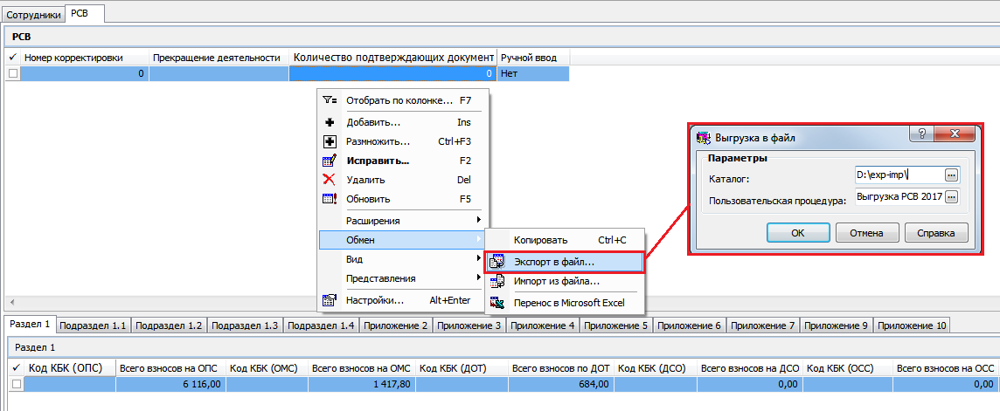 Сотрудники РСВ
РСВ
✓ Номер корректировки Прекращение деятельности Количество подтверждающих документ Ручной ввод
0 0 Нет
Отобрать по колонке... F7
Добавить... Ins
Размножить... Ctrl+F3
Исправить... F2
Удалить Del
Обновить F5
Расширения
Обмен
Вид
Представления
Настройки... Alt+Enter
Копировать Ctrl+C
Экспорт в файл...
Импорт из файла...
Перенос в Microsoft Excel
Выгрузка в файл ?
Параметры
Каталог: D:\exp-imp\ ...
Пользовательская процедура: Выгрузка РСВ 2017 ...
ОК Отмена Справка
Раздел 1 Подраздел 1.1 Подраздел 1.2 Подраздел 1.3 Подраздел 1.4 Приложение 2 Приложение 3 Приложение 4 Приложение 5 Приложение 6 Приложение 7 Приложение 9 Приложение 10
Раздел 1
✓ Код КБК (ОПС) Всего взносов на ОПС Код КБК (ОМС) Всего взносов на ОМС Код КБК (ДОТ) Всего взносов по ДОТ Код КБК (ДСО) Всего взносов на ДСО Код КБК (ОСС) Всего взносов на ОСС
6 116,00 1 417,80 684,00 0,00 0,00